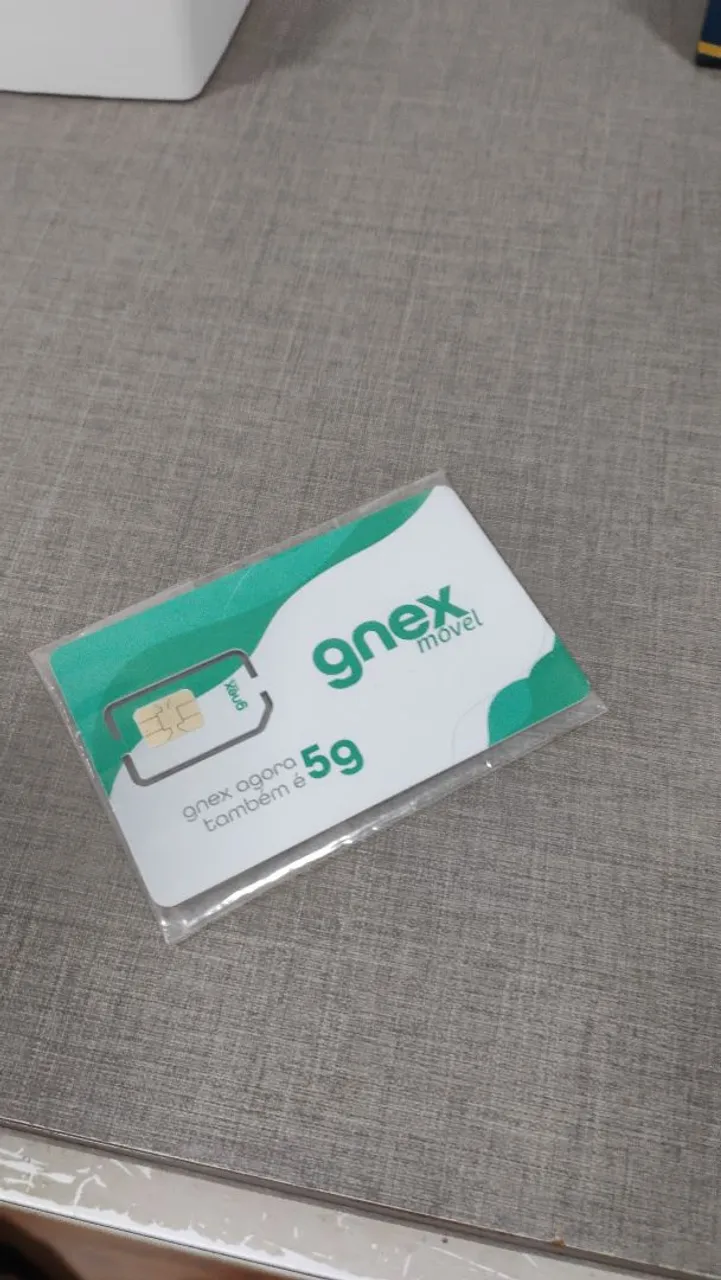 gnex
móvel
gnex
gnex agora
também é 5g